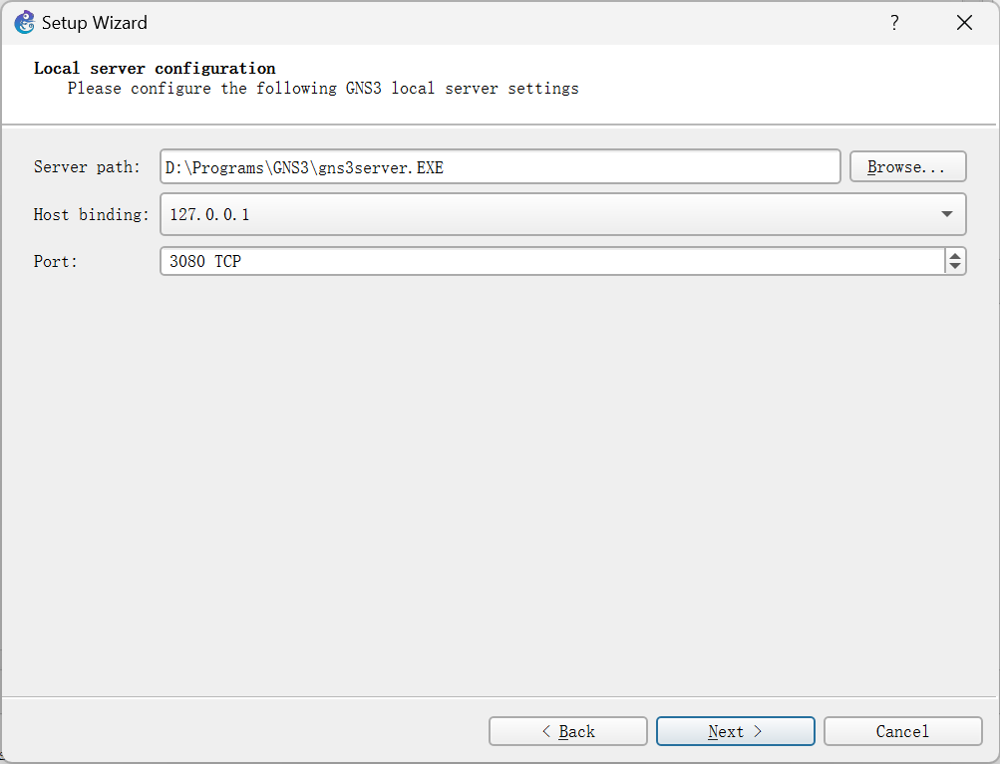 Setup Wizard
?
Local server configuration
Please configure the following GNS3 local server settings
Server path: D:\Programs\GNS3\gns3server.EXE Browse...
Host binding: 127.0.0.1
Port: 3080 TCP
< Back Next > Cancel